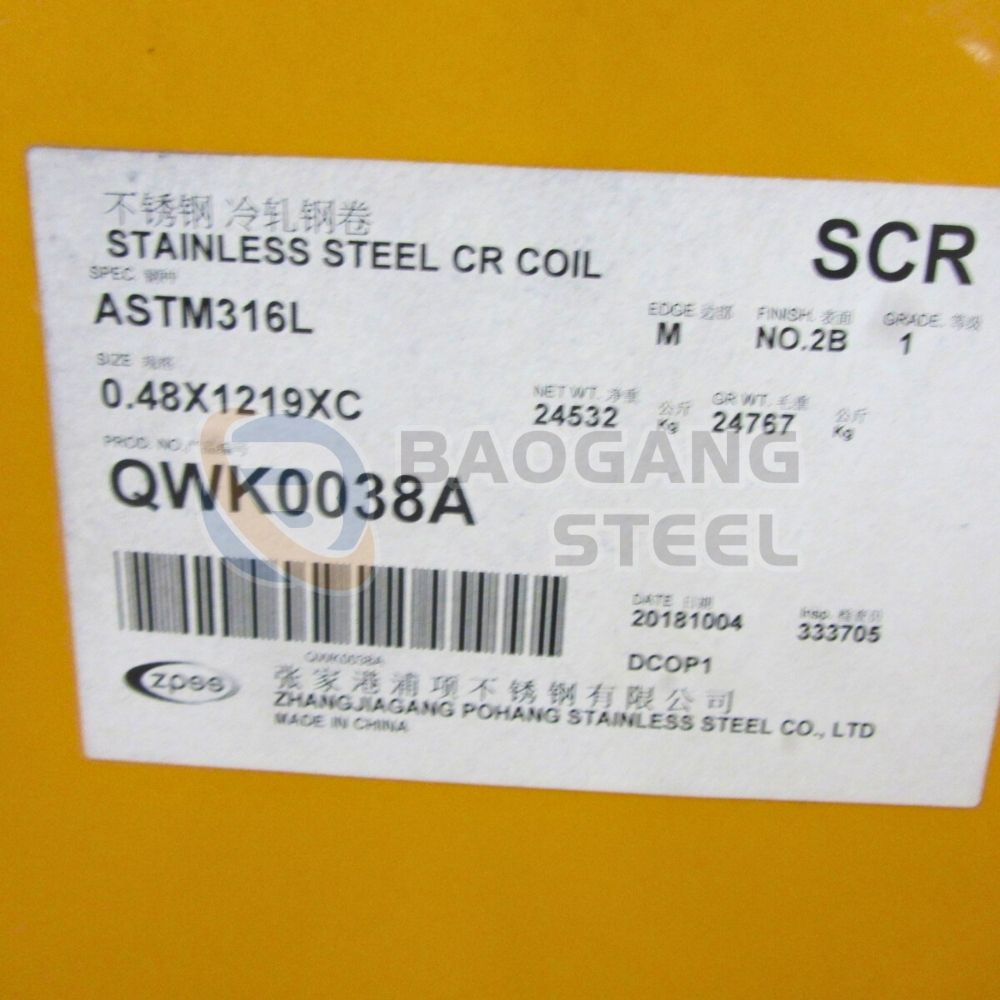 不锈钢 冷轧钢卷
STAINLESS STEEL CR COIL
SCR
SPEC. 钢种
ASTM316L
EDGE 边部
M
FINISH. 表面
NO.2B
GRADE. 等级
1
SIZE 规格
0.48X1219XC
NET WT. 净重
24532 公斤 Kg
GR WT. 毛重
24767 公斤 Kg
PROD. NO./产品编号
QWK0038A
BAOGANG
STEEL
QWK0038A
DATE 日期
20181004
Insp. 检查员
333705
DCOP1
zpss
张家港浦项不锈钢有限公司
ZHANGJIAGANG POHANG STAINLESS STEEL CO., LTD
MADE IN CHINA